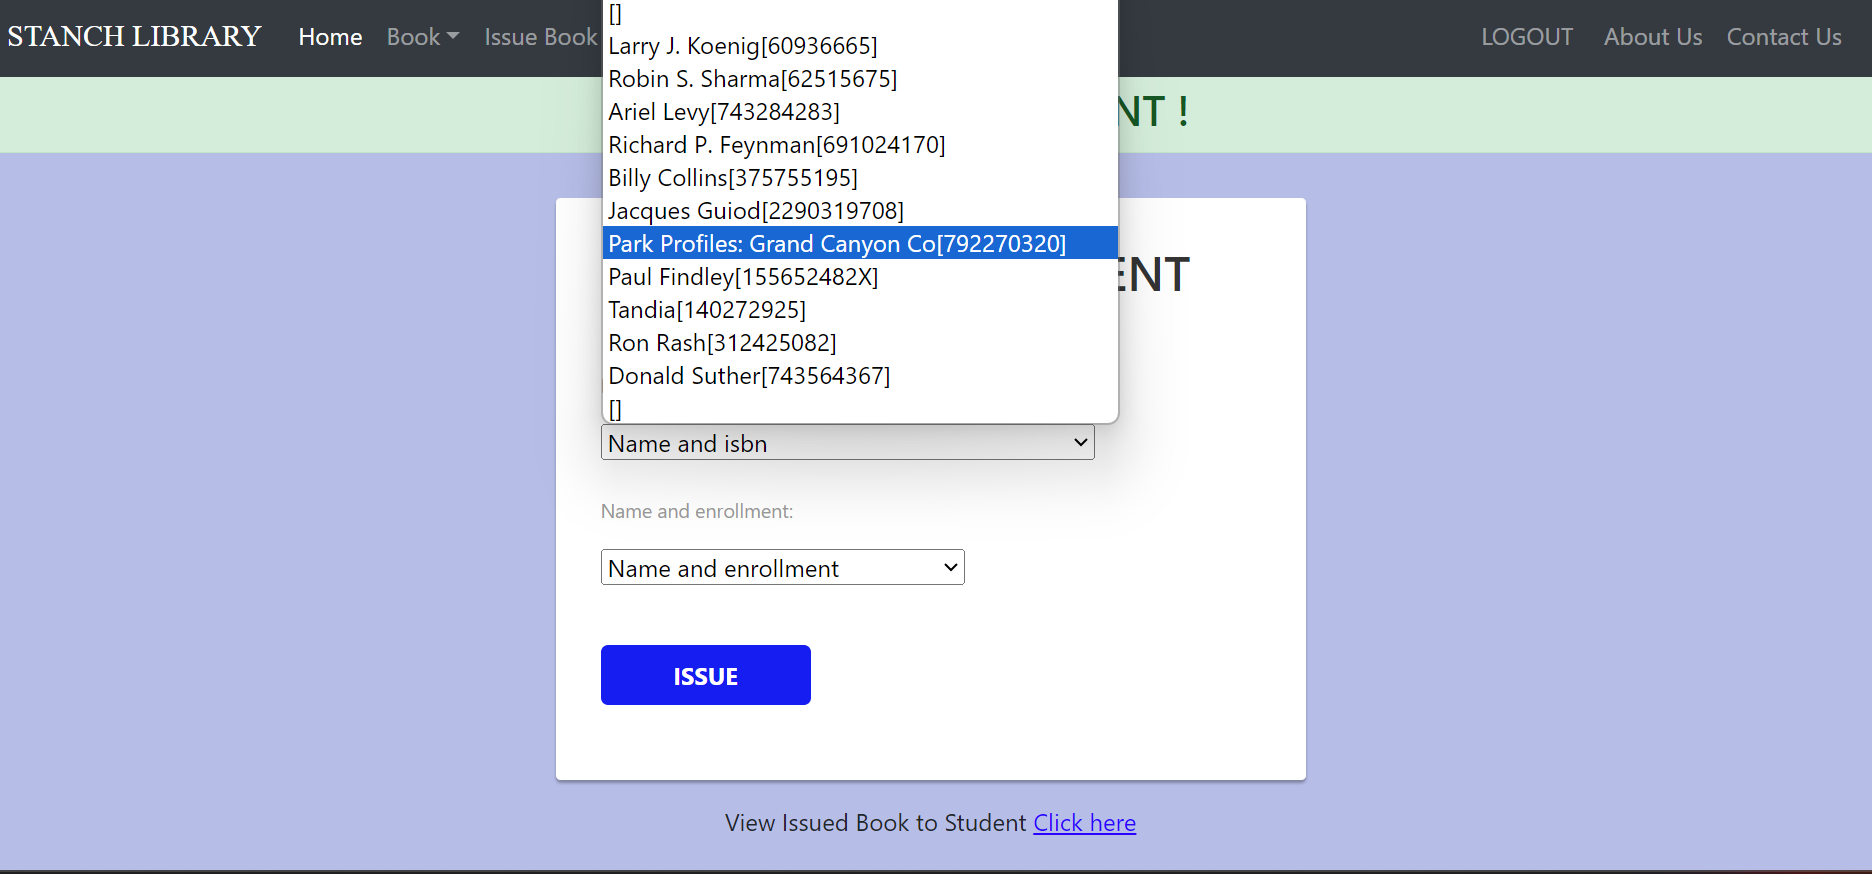 STANCH LIBRARY Home Book Issue Book LOGOUT About Us Contact Us
NT !
[]
Larry J. Koenig[60936665]
Robin S. Sharma[62515675]
Ariel Levy[743284283]
Richard P. Feynman[691024170]
Billy Collins[375755195]
Jacques Guiod[2290319708]
Park Profiles: Grand Canyon Co[792270320]
Paul Findley[155652482X]
Tandia[140272925]
Ron Rash[312425082]
Donald Suther[743564367]
[]
ENT
Name and isbn
Name and enrollment:
Name and enrollment
ISSUE
View Issued Book to Student Click here